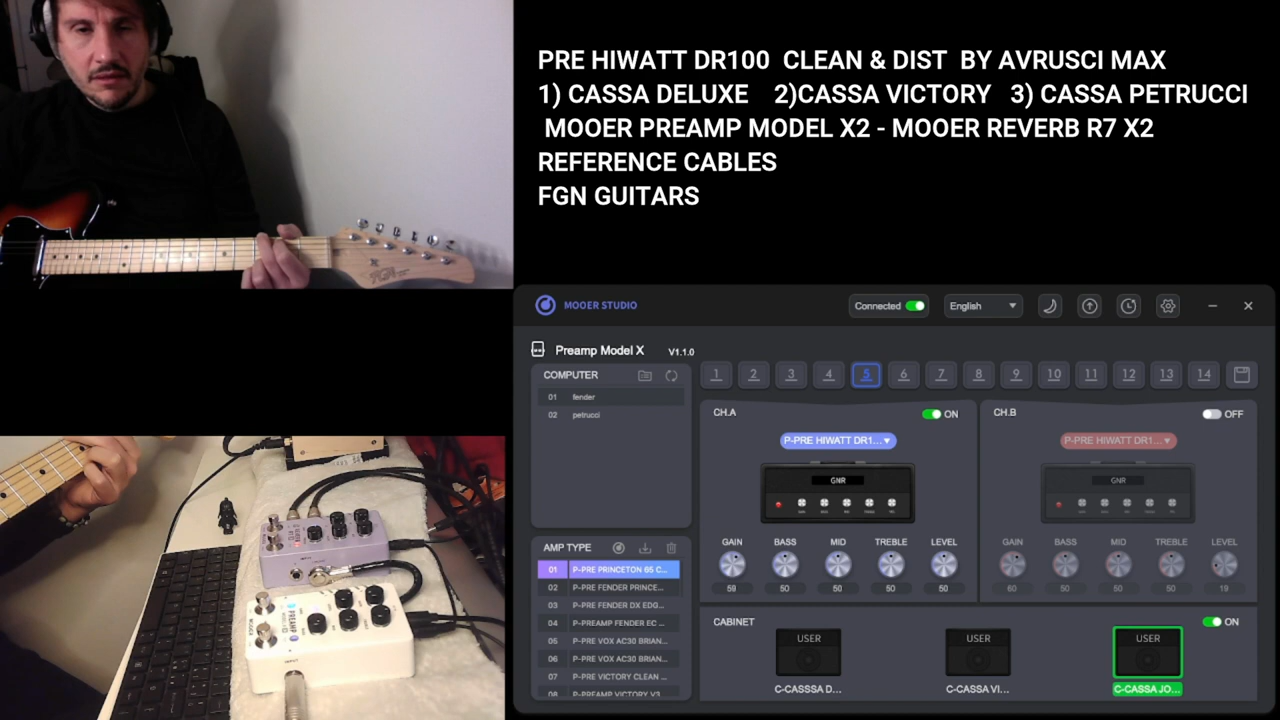 PRE HIWATT DR100 CLEAN & DIST BY AVRUSCI MAX
1) CASSA DELUXE 2)CASSA VICTORY 3) CASSA PETRUCCI
MOOER PREAMP MODEL X2 - MOOER REVERB R7 X2
REFERENCE CABLES
FGN GUITARS
MOOER STUDIO
Connected
English
Preamp Model X V1.1.0
COMPUTER
01 fender
02 petrucci
1 2 3 4 5 6 7 8 9 10 11 12 13 14
CH.A ON
P-PRE HIWATT DR1...
GNR
GAIN BASS MID TREBLE LEVEL
59 50 50 50 50
CH.B OFF
P-PRE HIWATT DR1...
GNR
GAIN BASS MID TREBLE LEVEL
60 50 50 50 19
AMP TYPE
01 P-PRE PRINCETON 65 C...
02 P-PRE FENDER PRINCE...
03 P-PRE FENDER DX EDG...
04 P-PREAMP FENDER EC ...
05 P-PRE VOX AC30 BRIAN...
06 P-PRE VOX AC30 BRIAN...
07 P-PRE VICTORY CLEAN ...
08 P-PREAMP VICTORY V3
CABINET ON
USER USER USER
C-CASSSA D... C-CASSA VI... C-CASSA JO...
PREAMP
INPUT